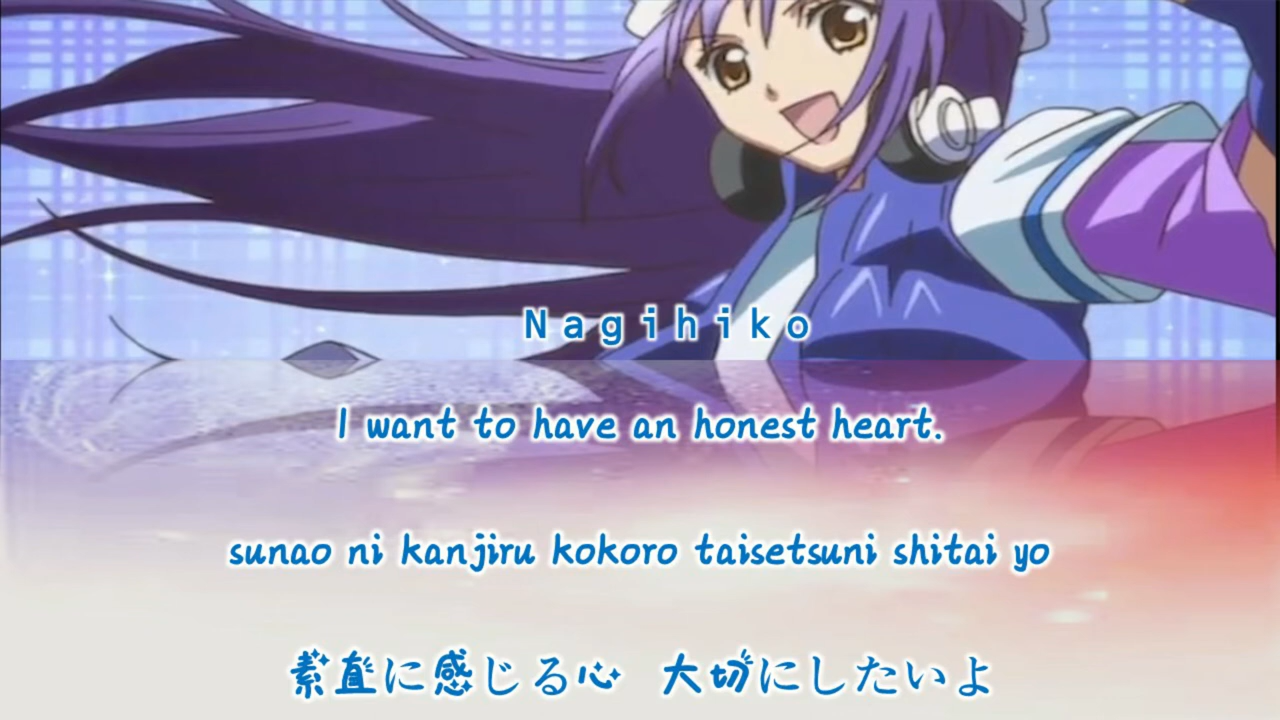 Nagihiko
I want to have an honest heart.
sunao ni kanjiru kokoro taisetsuni shitai yo
素直に感じる心　大切にしたいよ